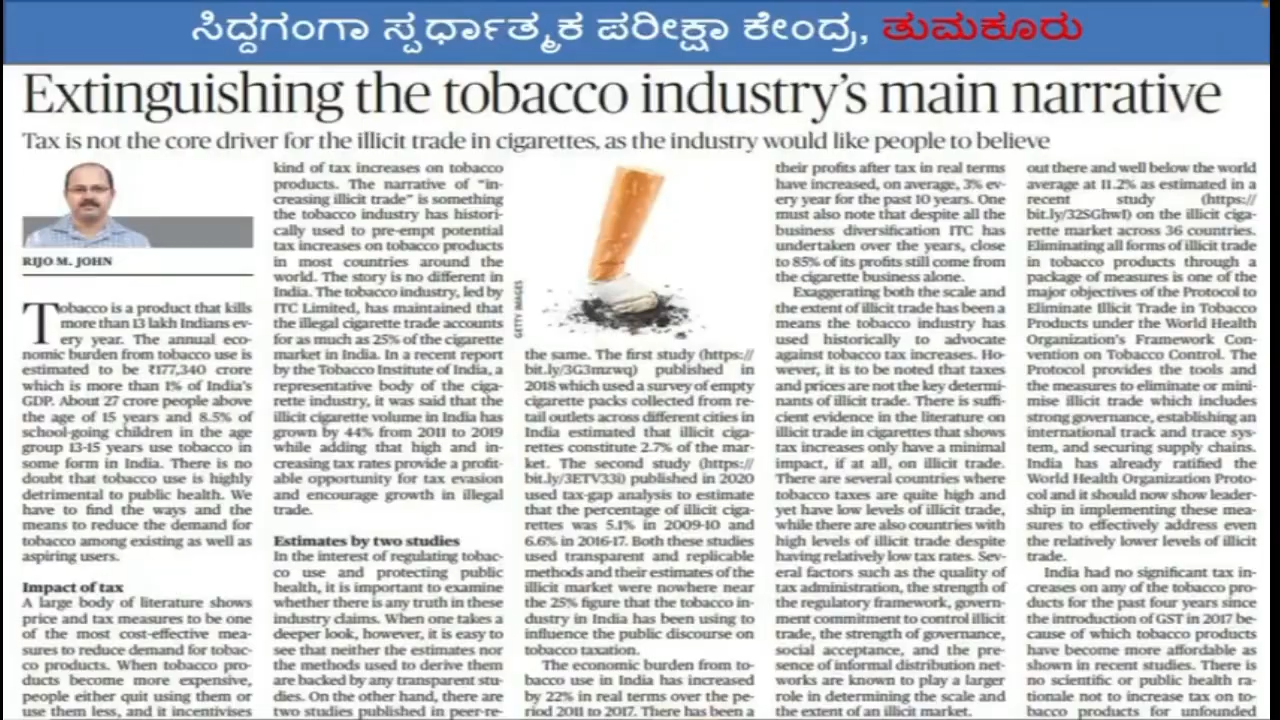 ಸಿದ್ದಗಂಗಾ ಸ್ಪರ್ಧಾತ್ಮಕ ಪರೀಕ್ಷಾ ಕೇಂದ್ರ, ತುಮಕೂರು
Extinguishing the tobacco industry's main narrative
Tax is not the core driver for the illicit trade in cigarettes, as the industry would like people to believe
RIJO M. JOHN
Tobacco is a product that kills
more than 13 lakh Indians ev-
ery year. The annual eco-
nomic burden from tobacco use is
estimated to be ₹177,340 crore
which is more than 1% of India's
GDP. About 27 crore people above
the age of 15 years and 8.5% of
school-going children in the age
group 13-15 years use tobacco in
some form in India. There is no
doubt that tobacco use is highly
detrimental to public health. We
have to find the ways and the
means to reduce the demand for
tobacco among existing as well as
aspiring users.
Impact of tax
A large body of literature shows
price and tax measures to be one
of the most cost-effective mea-
sures to reduce demand for tobac-
co products. When tobacco pro-
ducts become more expensive,
people either quit using them or
use them less, and it incentivises
kind of tax increases on tobacco
products. The narrative of "in-
creasing illicit trade" is something
the tobacco industry has histori-
cally used to pre-empt potential
tax increases on tobacco products
in most countries around the
world. The story is no different in
India. The tobacco industry, led by
ITC Limited, has maintained that
the illegal cigarette trade accounts
for as much as 25% of the cigarette
market in India. In a recent report
by the Tobacco Institute of India, a
representative body of the ciga-
rette industry, it was said that the
illicit cigarette volume in India has
grown by 44% from 2011 to 2019
while adding that high and in-
creasing tax rates provide a profit-
able opportunity for tax evasion
and encourage growth in illegal
trade.
Estimates by two studies
In the interest of regulating tobac-
co use and protecting public
health, it is important to examine
whether there is any truth in these
industry claims. When one takes a
deeper look, however, it is easy to
see that neither the estimates nor
the methods used to derive them
are backed by any transparent stu-
dies. On the other hand, there are
two studies published in peer-re-
GETTY IMAGES
the same. The first study (https://
bit.ly/3G3mzwq) published in
2018 which used a survey of empty
cigarette packs collected from re-
tail outlets across different cities in
India estimated that illicit ciga-
rettes constitute 2.7% of the mar-
ket. The second study (https://
bit.ly/3ETV33i) published in 2020
used tax-gap analysis to estimate
that the percentage of illicit ciga-
rettes was 5.1% in 2009-10 and
6.6% in 2016-17. Both these studies
used transparent and replicable
methods and their estimates of the
illicit market were nowhere near
the 25% figure that the tobacco in-
dustry in India has been using to
influence the public discourse on
tobacco taxation.
The economic burden from to-
bacco use in India has increased
by 22% in real terms over the pe-
riod 2011 to 2017. There has been a
their profits after tax in real terms
have increased, on average, 3% ev-
ery year for the past 10 years. One
must also note that despite all the
business diversification ITC has
undertaken over the years, close
to 85% of its profits still come from
the cigarette business alone.
Exaggerating both the scale and
the extent of illicit trade has been a
means the tobacco industry has
used historically to advocate
against tobacco tax increases. Ho-
wever, it is to be noted that taxes
and prices are not the key determi-
nants of illicit trade. There is suffi-
cient evidence in the literature on
illicit trade in cigarettes that shows
tax increases only have a minimal
impact, if at all, on illicit trade.
There are several countries where
tobacco taxes are quite high and
yet have low levels of illicit trade,
while there are also countries with
high levels of illicit trade despite
having relatively low tax rates. Sev-
eral factors such as the quality of
tax administration, the strength of
the regulatory framework, govern-
ment commitment to control illicit
trade, the strength of governance,
social acceptance, and the pre-
sence of informal distribution net-
works are known to play a larger
role in determining the scale and
the extent of an illicit market.
out there and well below the world
average at 11.2% as estimated in a
recent study (https://
bit.ly/32SGhwI) on the illicit ciga-
rette market across 36 countries.
Eliminating all forms of illicit trade
in tobacco products through a
package of measures is one of the
major objectives of the Protocol to
Eliminate Illicit Trade in Tobacco
Products under the World Health
Organization's Framework Con-
vention on Tobacco Control. The
Protocol provides the tools and
the measures to eliminate or mini-
mise illicit trade which includes
strong governance, establishing an
international track and trace sys-
tem, and securing supply chains.
India has already ratified the
World Health Organization Proto-
col and it should now show leader-
ship in implementing these mea-
sures to effectively address even
the relatively lower levels of illicit
trade.
India had no significant tax in-
creases on any of the tobacco pro-
ducts for the past four years since
the introduction of GST in 2017 be-
cause of which tobacco products
have become more affordable as
shown in recent studies. There is
no scientific or public health ra-
tionale not to increase tax on to-
bacco products for unfounded